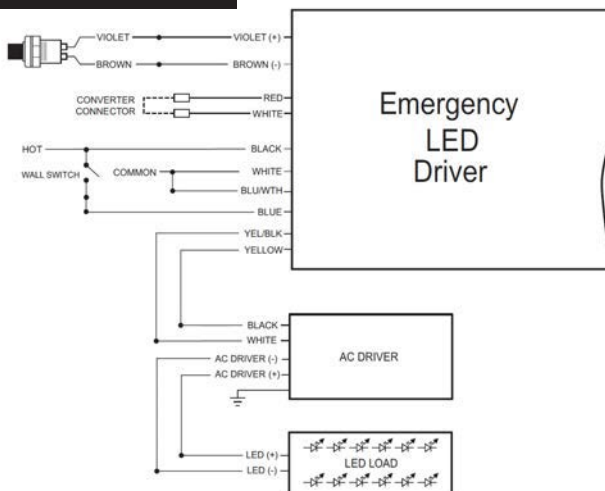 VIOLET
VIOLET (+)
BROWN
BROWN (-)
CONVERTER
CONNECTOR
RED
WHITE
Emergency
LED
Driver
HOT
BLACK
WALL SWITCH
COMMON
WHITE
BLU/WTH
BLUE
YEL/BLK
YELLOW
BLACK
WHITE
AC DRIVER (-)
AC DRIVER (+)
AC DRIVER
LED (+)
LED (-)
LED LOAD